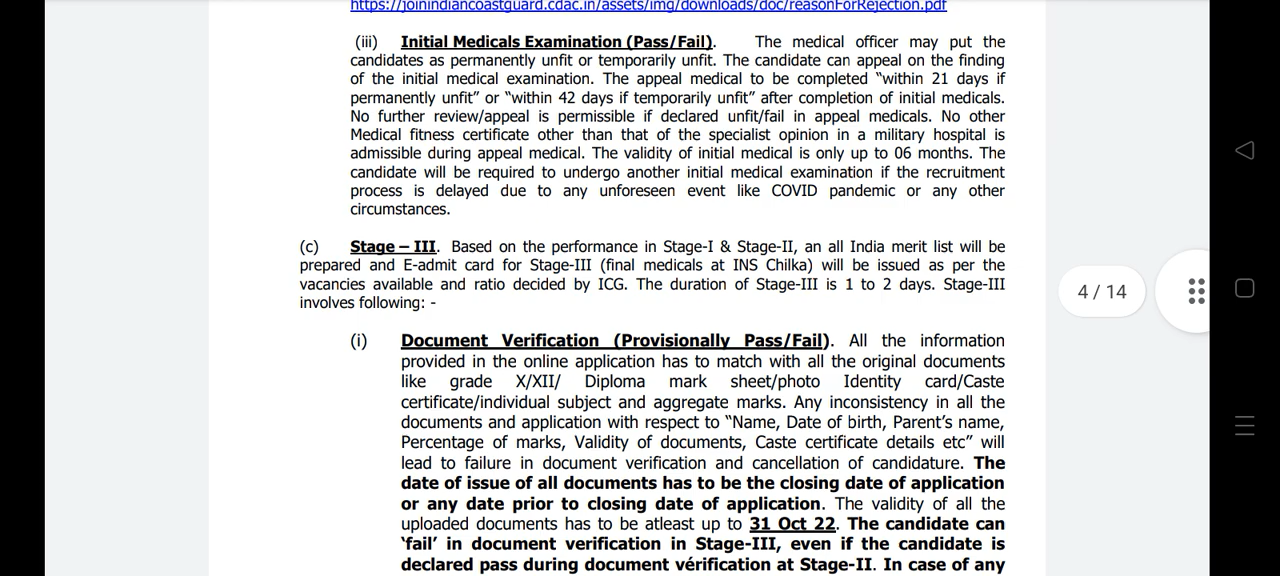 https://joinindiancoastguard.cdac.in/assets/img/downloads/doc/reasonForRejection.pdf
(iii) Initial Medicals Examination (Pass/Fail). The medical officer may put the
candidates as permanently unfit or temporarily unfit. The candidate can appeal on the finding
of the initial medical examination. The appeal medical to be completed “within 21 days if
permanently unfit” or “within 42 days if temporarily unfit” after completion of initial medicals.
No further review/appeal is permissible if declared unfit/fail in appeal medicals. No other
Medical fitness certificate other than that of the specialist opinion in a military hospital is
admissible during appeal medical. The validity of initial medical is only up to 06 months. The
candidate will be required to undergo another initial medical examination if the recruitment
process is delayed due to any unforeseen event like COVID pandemic or any other
circumstances.
(c) Stage – III. Based on the performance in Stage-I & Stage-II, an all India merit list will be
prepared and E-admit card for Stage-III (final medicals at INS Chilka) will be issued as per the
vacancies available and ratio decided by ICG. The duration of Stage-III is 1 to 2 days. Stage-III
involves following: -
4 / 14
(i) Document Verification (Provisionally Pass/Fail). All the information
provided in the online application has to match with all the original documents
like grade X/XII/ Diploma mark sheet/photo Identity card/Caste
certificate/individual subject and aggregate marks. Any inconsistency in all the
documents and application with respect to “Name, Date of birth, Parent’s name,
Percentage of marks, Validity of documents, Caste certificate details etc” will
lead to failure in document verification and cancellation of candidature. The
date of issue of all documents has to be the closing date of application
or any date prior to closing date of application. The validity of all the
uploaded documents has to be atleast up to 31 Oct 22. The candidate can
‘fail’ in document verification in Stage-III, even if the candidate is
declared pass during document vérification at Stage-II. In case of any